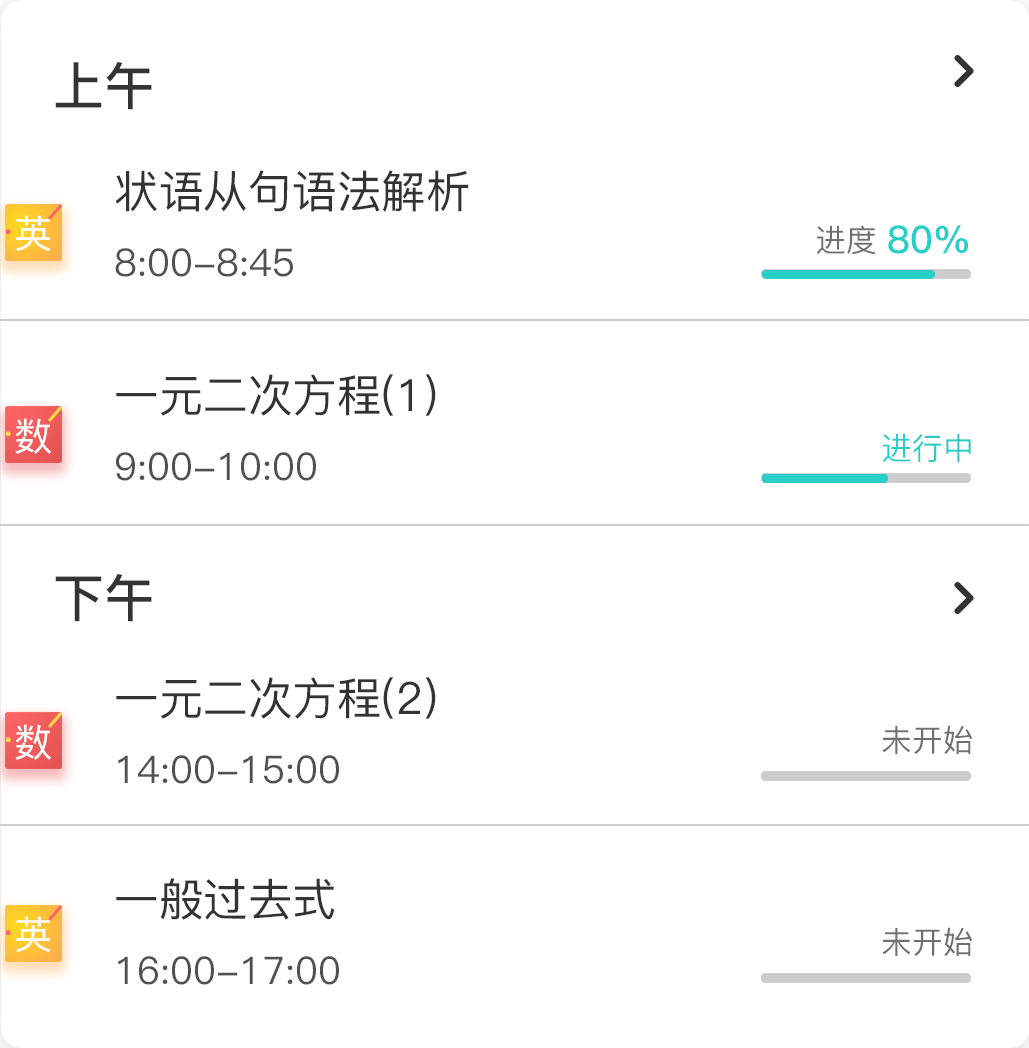 上午
状语从句语法解析
英
8:00-8:45
进度 80%
一元二次方程(1)
数
9:00-10:00
进行中
下午
一元二次方程(2)
数
14:00-15:00
未开始
一般过去式
英
16:00-17:00
未开始